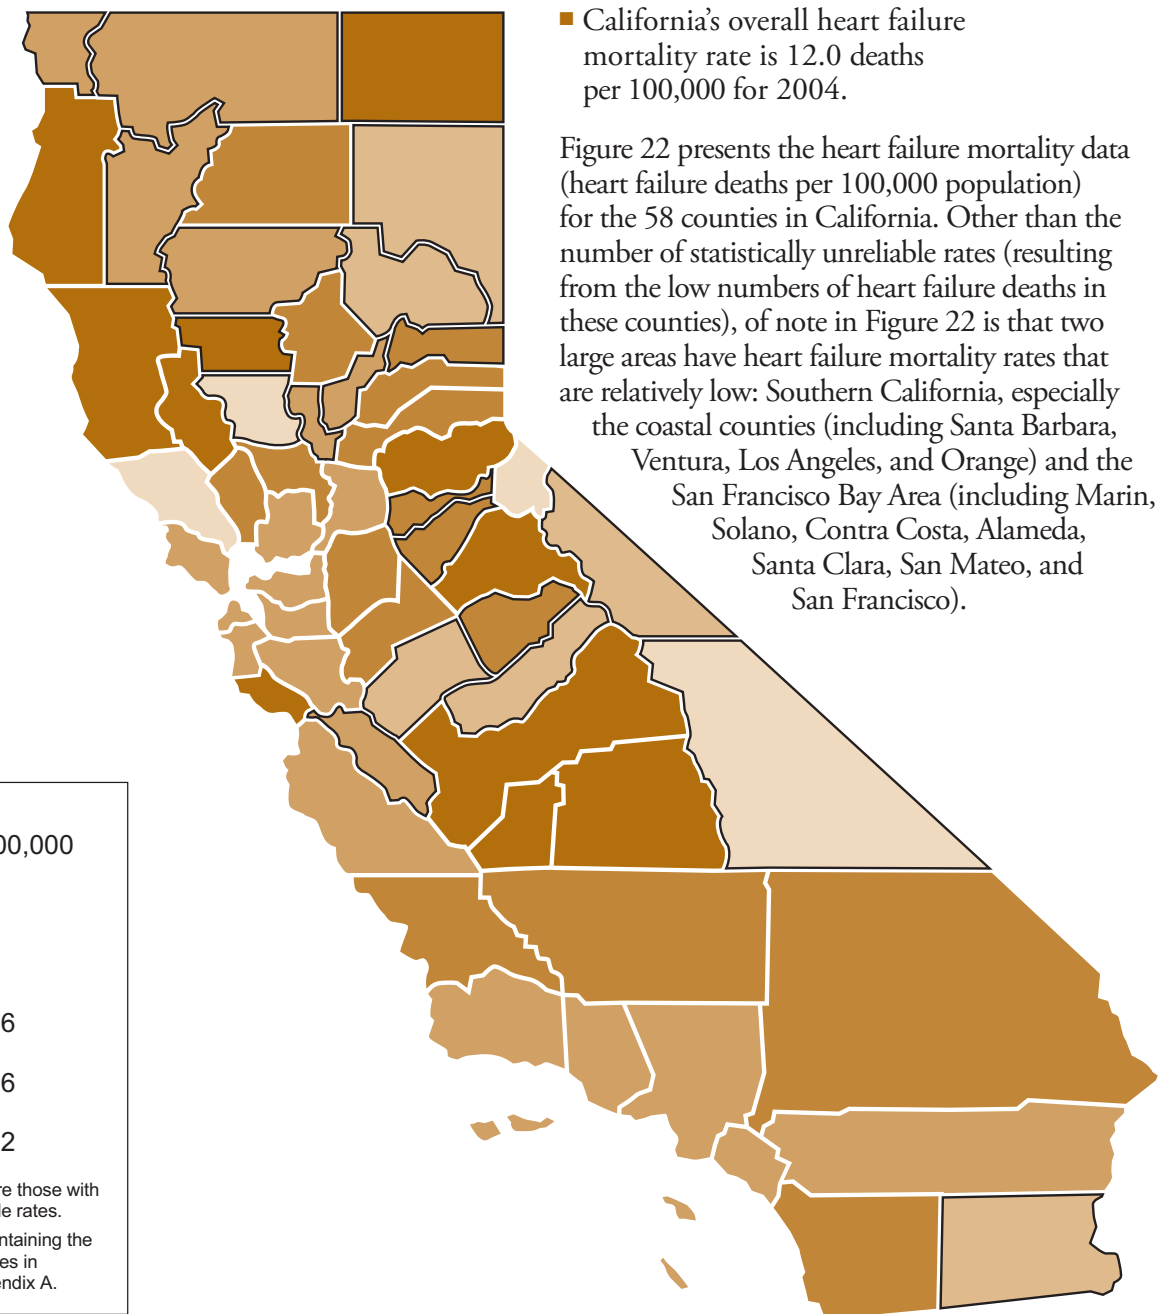 ■ California’s overall heart failure
mortality rate is 12.0 deaths
per 100,000 for 2004.
Figure 22 presents the heart failure mortality data
(heart failure deaths per 100,000 population)
for the 58 counties in California. Other than the
number of statistically unreliable rates (resulting
from the low numbers of heart failure deaths in
these counties), of note in Figure 22 is that two
large areas have heart failure mortality rates that
are relatively low: Southern California, especially
the coastal counties (including Santa Barbara,
Ventura, Los Angeles, and Orange) and the
San Francisco Bay Area (including Marin,
Solano, Contra Costa, Alameda,
Santa Clara, San Mateo, and
San Francisco).
00,000
6
6
2
re those with
le rates.
ntaining the
es in
endix A.